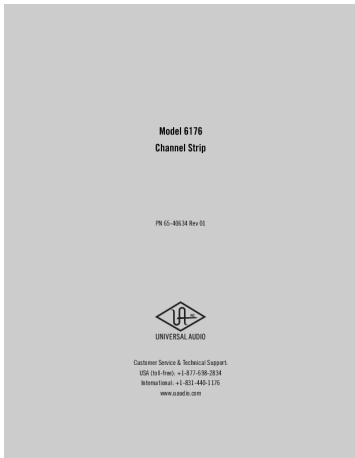 Model 6176
Channel Strip
PN 65-40634 Rev 01
UA INC.
UNIVERSAL AUDIO
Customer Service & Technical Support:
USA (toll-free): +1-877-698-2834
International: +1-831-440-1176
www.uaudio.com